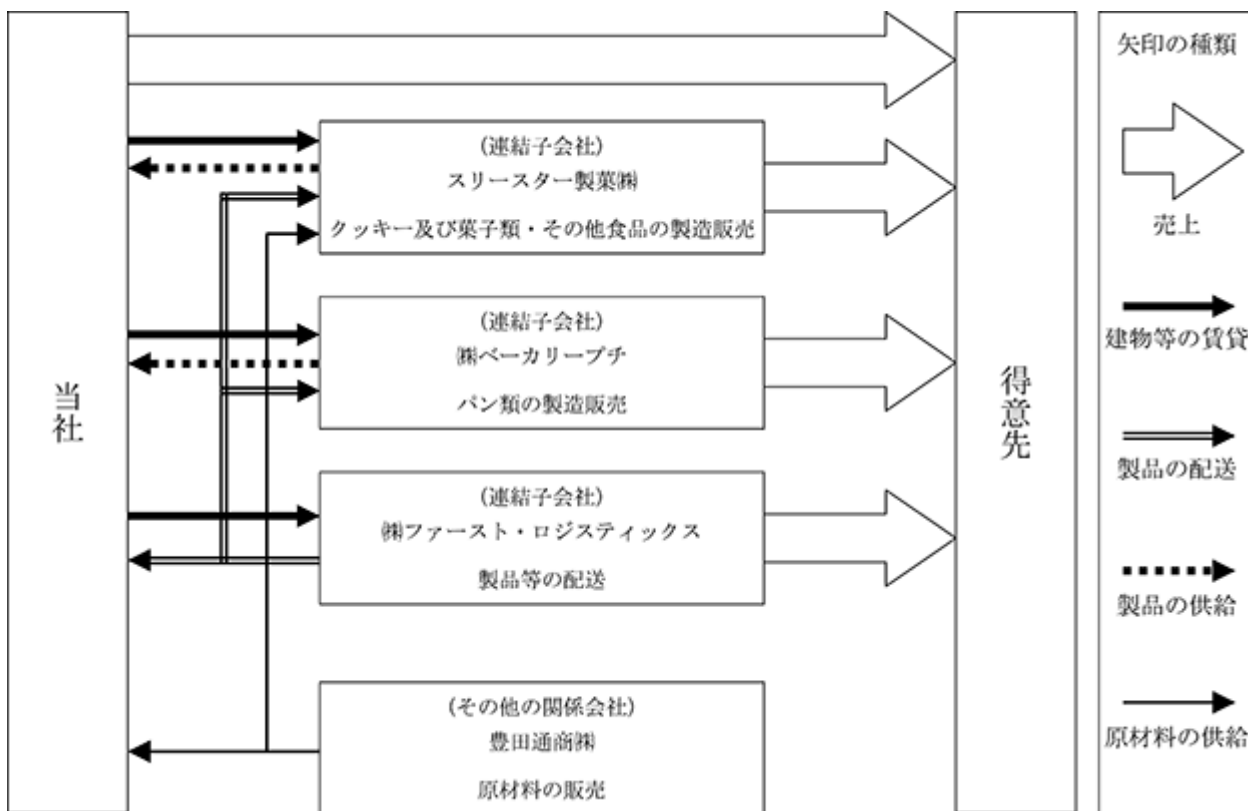 当社
(連結子会社)
スリースター製菓㈱
クッキー及び菓子類・その他食品の製造販売
(連結子会社)
㈱ベーカリープチ
パン類の製造販売
(連結子会社)
㈱ファースト・ロジスティックス
製品等の配送
(その他の関係会社)
豊田通商㈱
原材料の販売
得意先
矢印の種類
売上
建物等の賃貸
製品の配送
製品の供給
原材料の供給